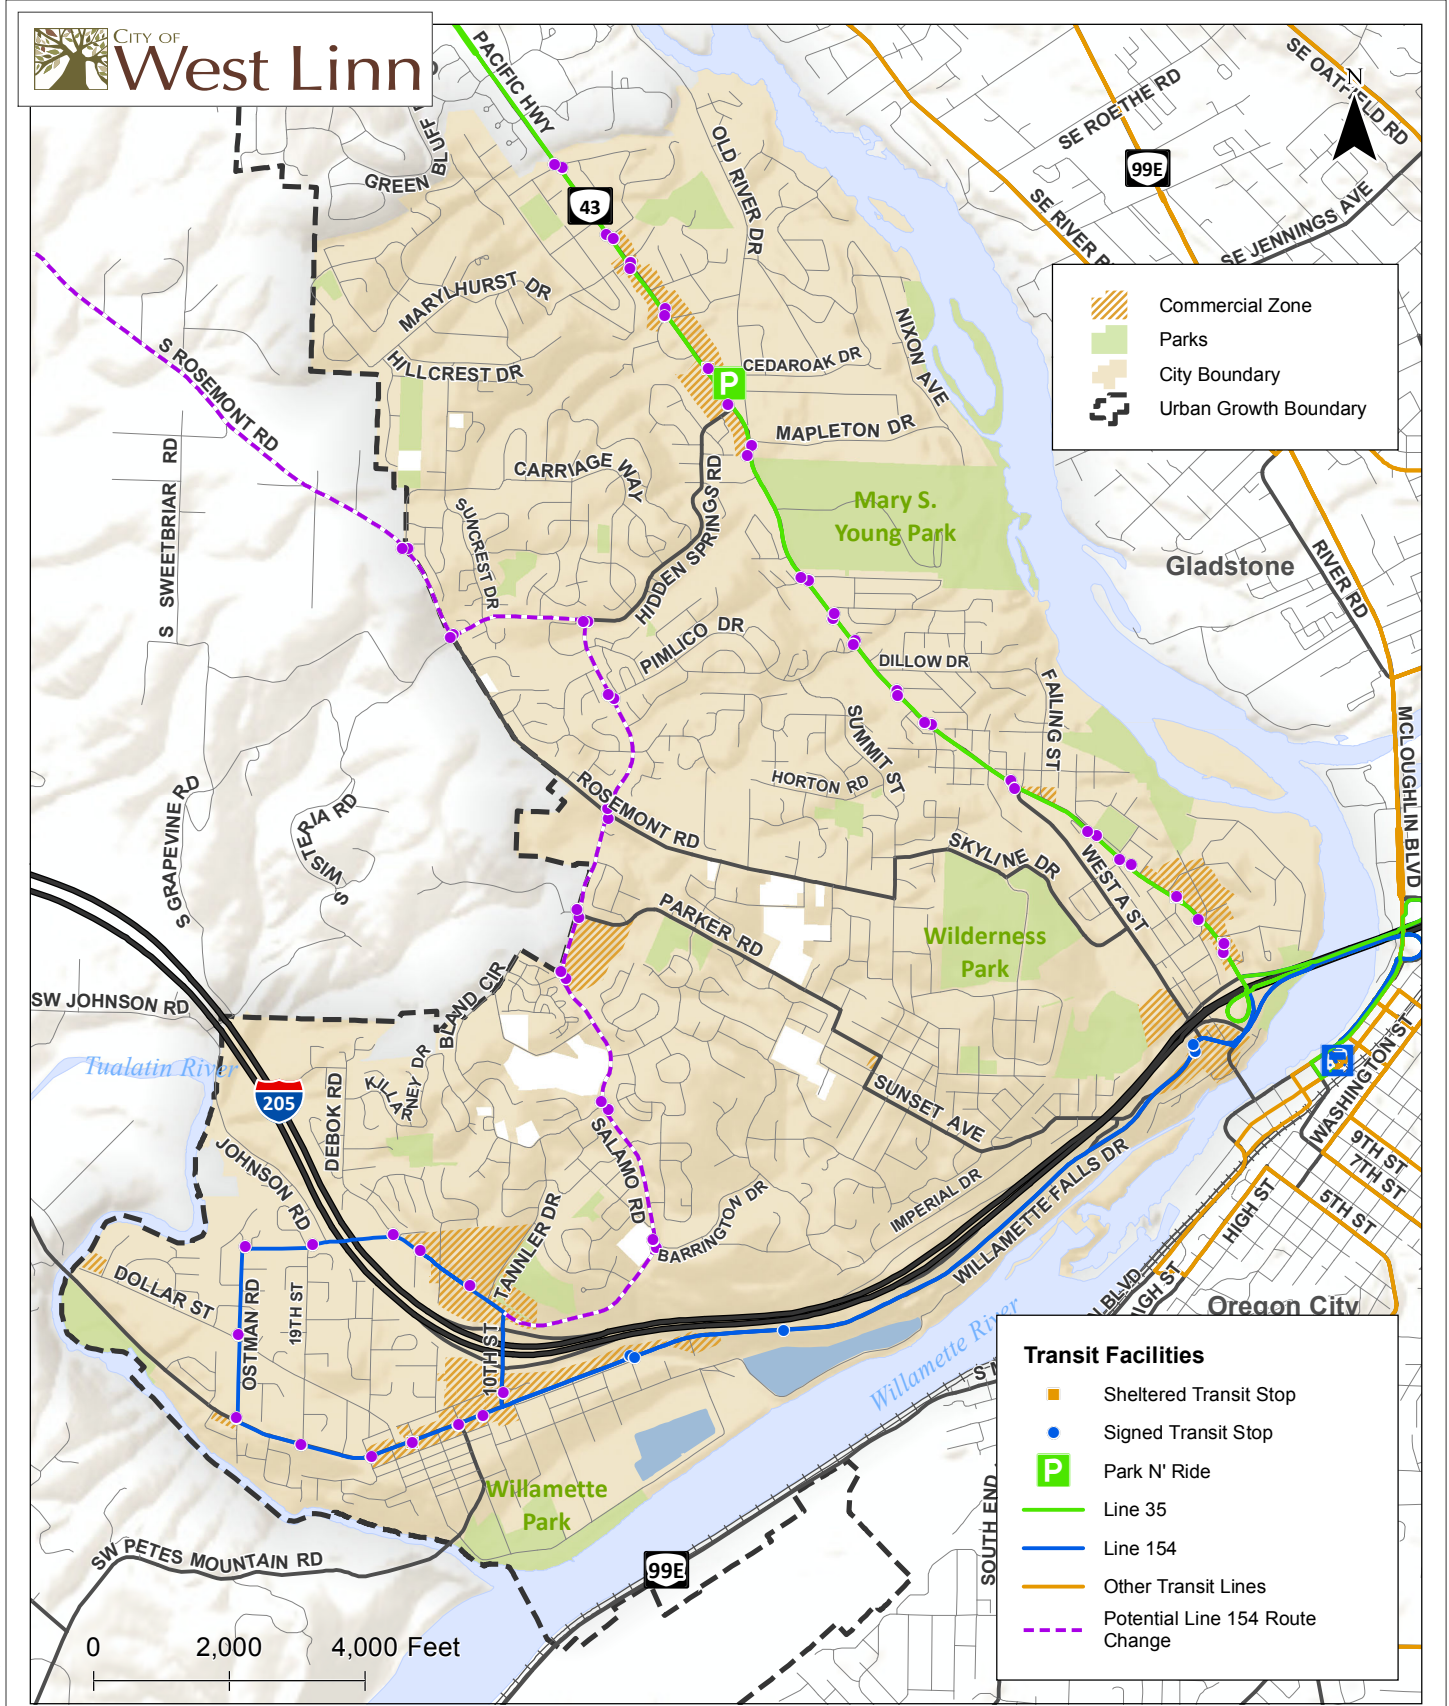 CITY OF
West Linn
PACIFIC HWY
SE OATFIELD RD
N
SE ROETHE RD
99E
OLD RIVER DR
GREEN BLUFF
43
SE RIVER R
SE JENNINGS AVE
Commercial Zone
Parks
City Boundary
Urban Growth Boundary
MARYLHURST DR
NIXON AVE
S ROSEMONT RD
HILLCREST DR
CEDAROAK DR
P
MAPLETON DR
S SWEETBRIAR RD
CARRIAGE WAY
HIDDEN SPRINGS RD
SUNCREST DR
Mary S.
Young Park
Gladstone
RIVER RD
PIMLICO DR
DILLOW DR
FAILING ST
SUMMIT ST
MCLOUGHLIN BLVD
HORTON RD
ROSEMONT RD
S GRAPEVINE RD
S WISTERIA RD
SKYLINE DR
WEST A ST
PARKER RD
Wilderness
Park
SW JOHNSON RD
BLAND CIR
Tualatin River
205
DEBOK RD
KILLARNEY DR
SUNSET AVE
SALAMO RD
WASHINGTON ST
9TH ST
7TH ST
5TH ST
HIGH ST
JOHNSON RD
TANNLER DR
BARRINGTON DR
IMPERIAL DR
WILLAMETTE FALLS DR
DOLLAR ST
OSTMAN RD
19TH ST
10TH ST
Oregon City
Willamette River
Willamette
Park
SW PETES MOUNTAIN RD
99E
SOUTH END
Transit Facilities
Sheltered Transit Stop
Signed Transit Stop
P
Park N' Ride
Line 35
Line 154
Other Transit Lines
Potential Line 154 Route
Change
0 2,000 4,000 Feet